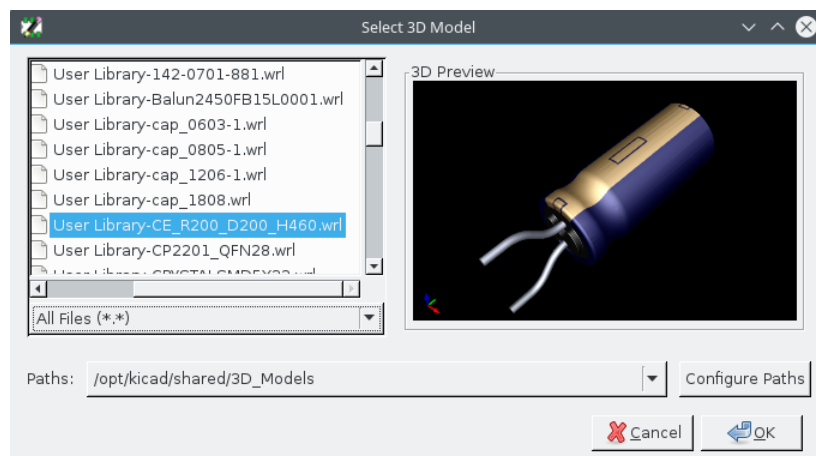 Select 3D Model
User Library-142-0701-881.wrl
User Library-Balun2450FB15L0001.wrl
User Library-cap_0603-1.wrl
User Library-cap_0805-1.wrl
User Library-cap_1206-1.wrl
User Library-cap_1808.wrl
User Library-CE_R200_D200_H460.wrl
User Library-CP2201_QFN28.wrl
All Files (*.*)
3D Preview
Paths: /opt/kicad/shared/3D_Models
Configure Paths
Cancel
OK